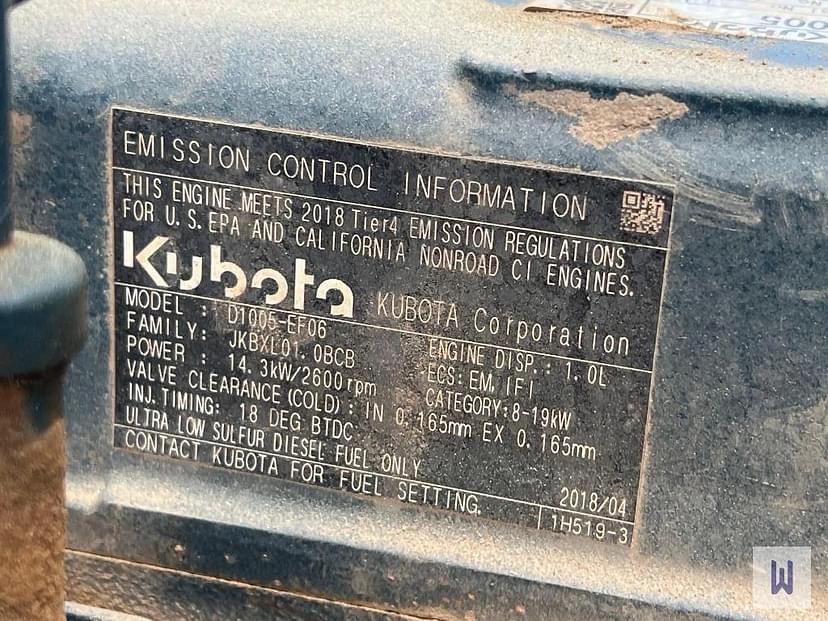 005
EMISSION CONTROL INFORMATION
THIS ENGINE MEETS 2018 Tier4 EMISSION REGULATIONS
FOR U.S. EPA AND CALIFORNIA NONROAD CI ENGINES.
Kubota KUBOTA Corporation
MODEL : D1005-EF06 ENGINE DISP.: 1.0L
FAMILY: JKBXL01.0BCB ECS: EM, IFI
POWER : 14.3kW/2600rpm CATEGORY:8-19kW
VALVE CLEARANCE(COLD): IN 0.165mm EX 0.165mm
INJ.TIMING: 18 DEG BTDC
ULTRA LOW SULFUR DIESEL FUEL ONLY
CONTACT KUBOTA FOR FUEL SETTING.
2018/04
1H519-3
W